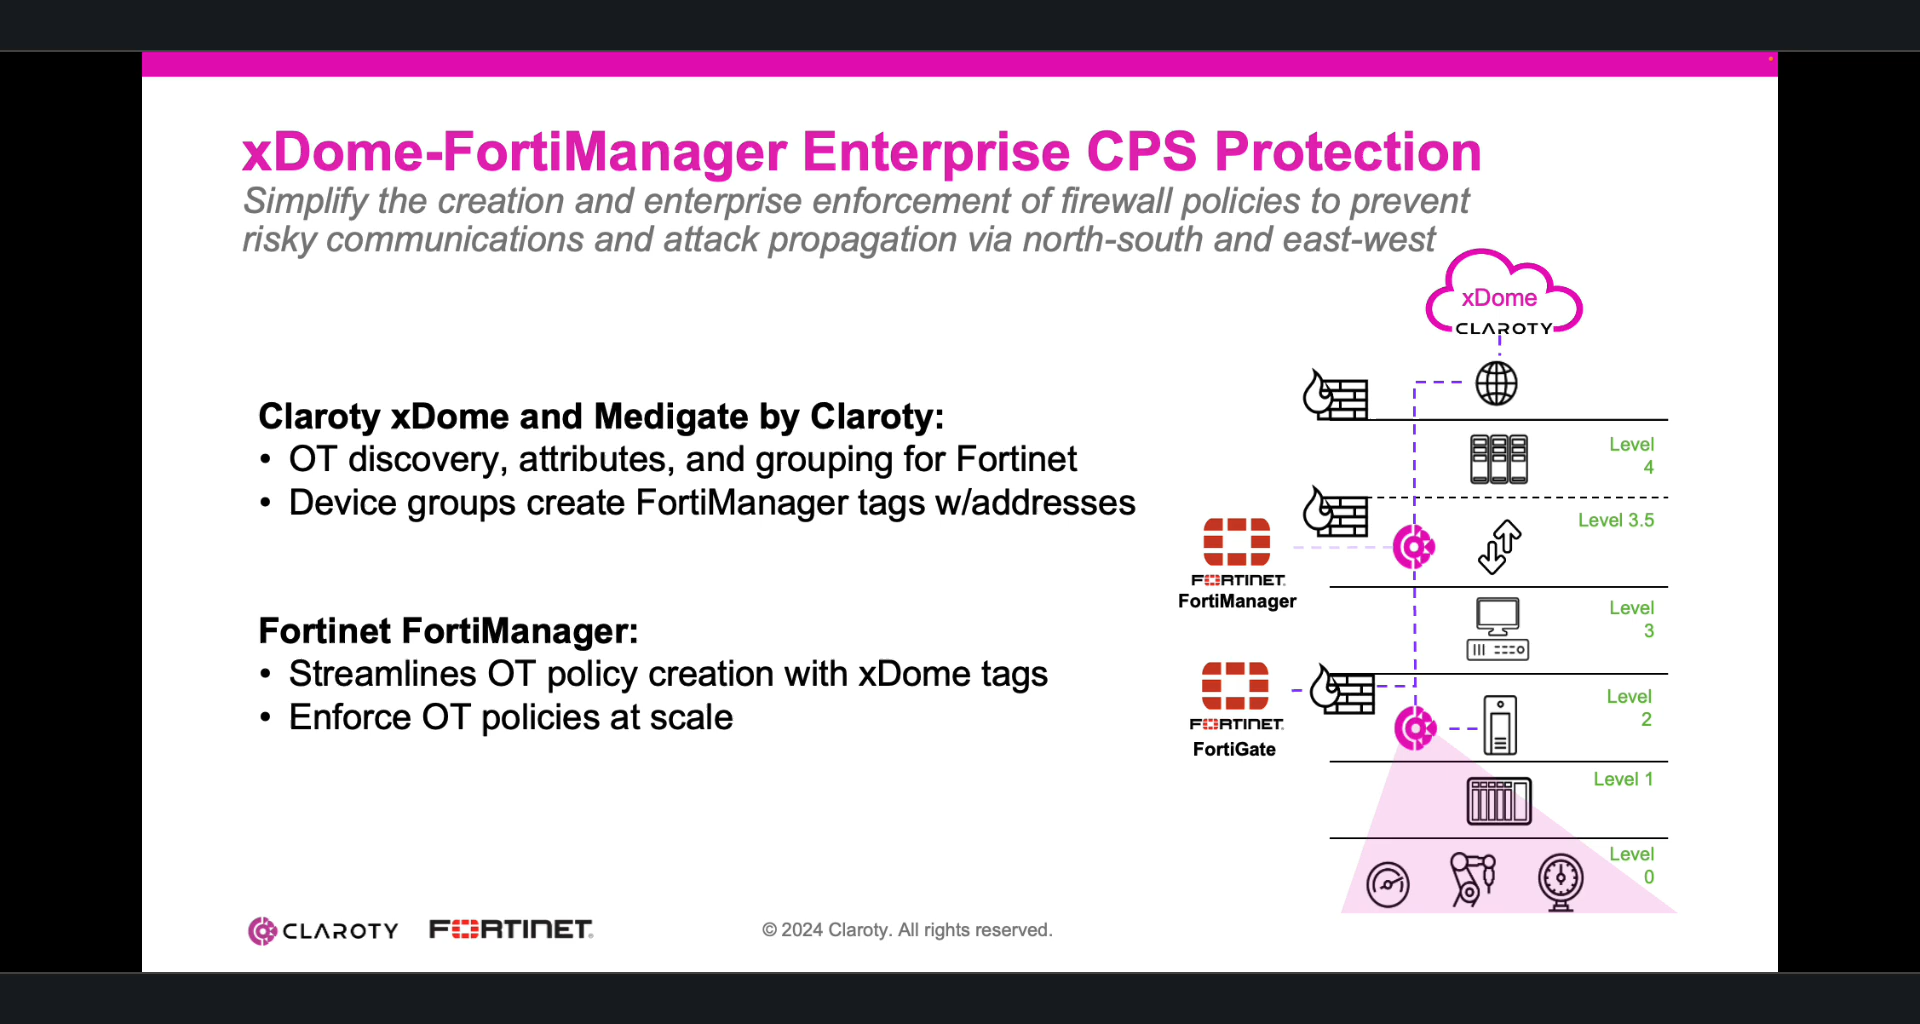 xDome-FortiManager Enterprise CPS Protection
Simplify the creation and enterprise enforcement of firewall policies to prevent
risky communications and attack propagation via north-south and east-west
xDome
CLAROTY
Claroty xDome and Medigate by Claroty:
• OT discovery, attributes, and grouping for Fortinet
• Device groups create FortiManager tags w/addresses
Fortinet FortiManager:
• Streamlines OT policy creation with xDome tags
• Enforce OT policies at scale
Level
4
Level 3.5
FORTINET
FortiManager
Level
3
FORTINET
FortiGate
Level
2
Level 1
Level
0
CLAROTY
FORTINET
© 2024 Claroty. All rights reserved.